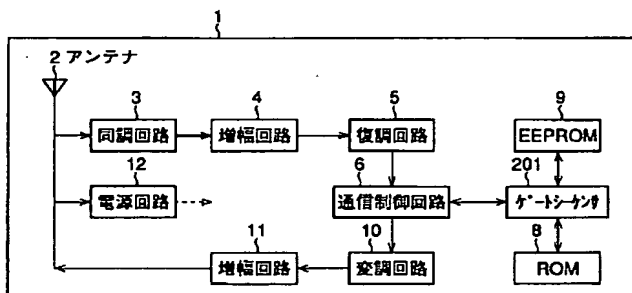 1
2 アンテナ
3
4
5
9
同調回路
増幅回路
復調回路
EEPROM
12
6
201
電源回路
通信制御回路
ゲートシーケンサ
11
10
8
増幅回路
変調回路
ROM